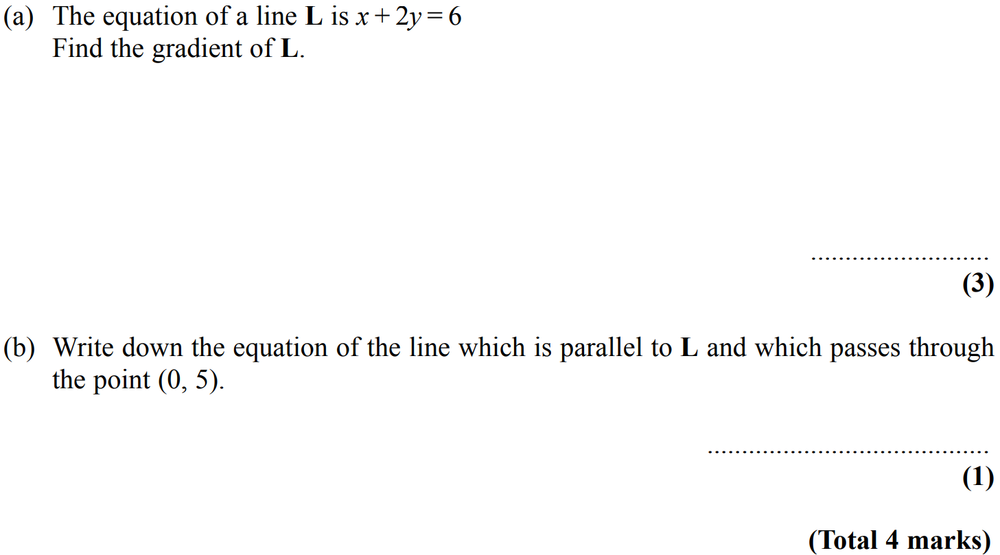 (a) The equation of a line L is x + 2y = 6
Find the gradient of L.
..........................
(3)
(b) Write down the equation of the line which is parallel to L and which passes through
the point (0, 5).
.........................................
(1)
(Total 4 marks)